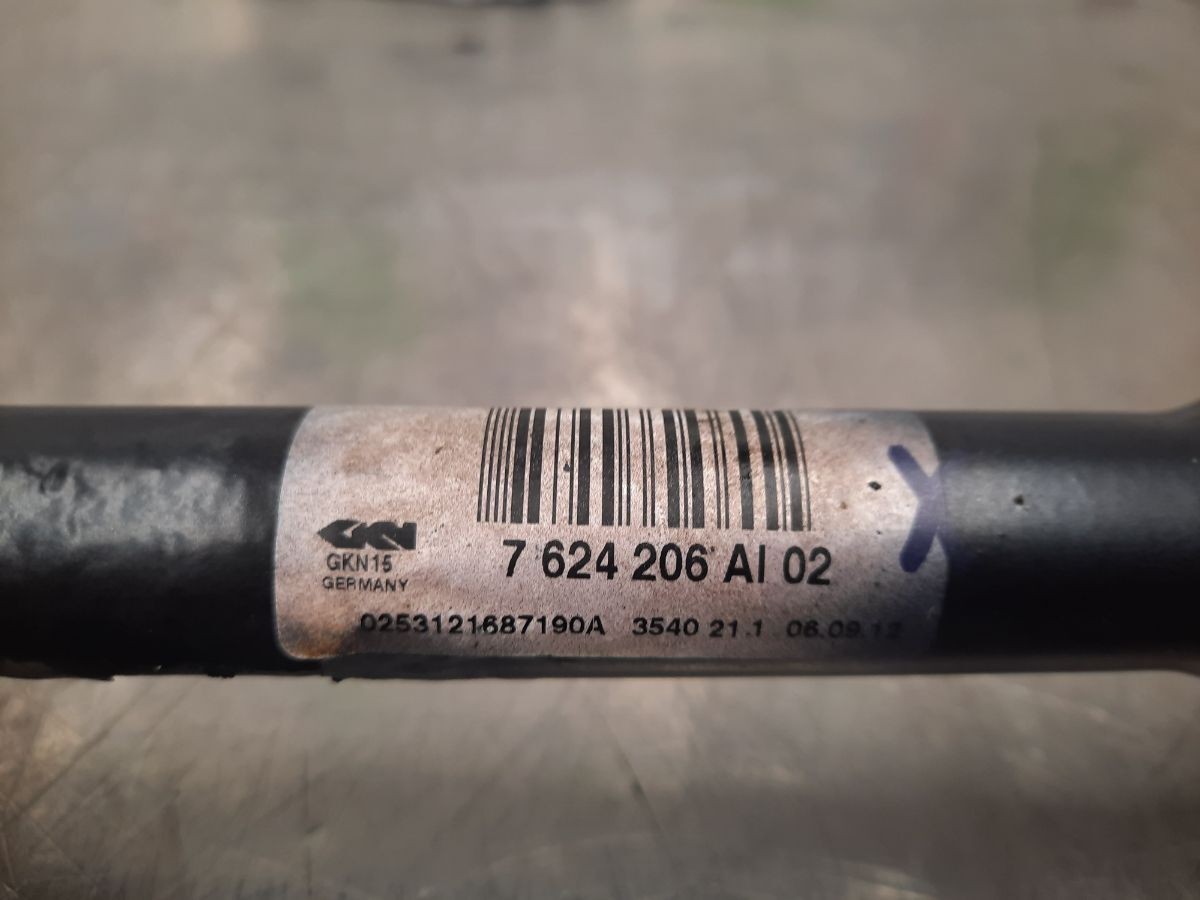 GKN
GKN15
GERMANY
7 624 206 AI 02
0253121687190A 3540 21.1 06.09.12